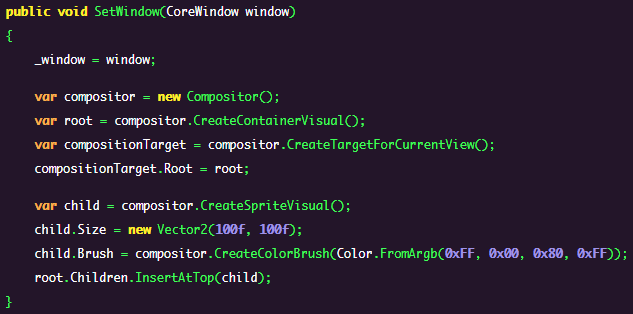 public void SetWindow(CoreWindow window)
{
    _window = window;

    var compositor = new Compositor();
    var root = compositor.CreateContainerVisual();
    var compositionTarget = compositor.CreateTargetForCurrentView();
    compositionTarget.Root = root;

    var child = compositor.CreateSpriteVisual();
    child.Size = new Vector2(100f, 100f);
    child.Brush = compositor.CreateColorBrush(Color.FromArgb(0xFF, 0x00, 0x80, 0xFF));
    root.Children.InsertAtTop(child);
}